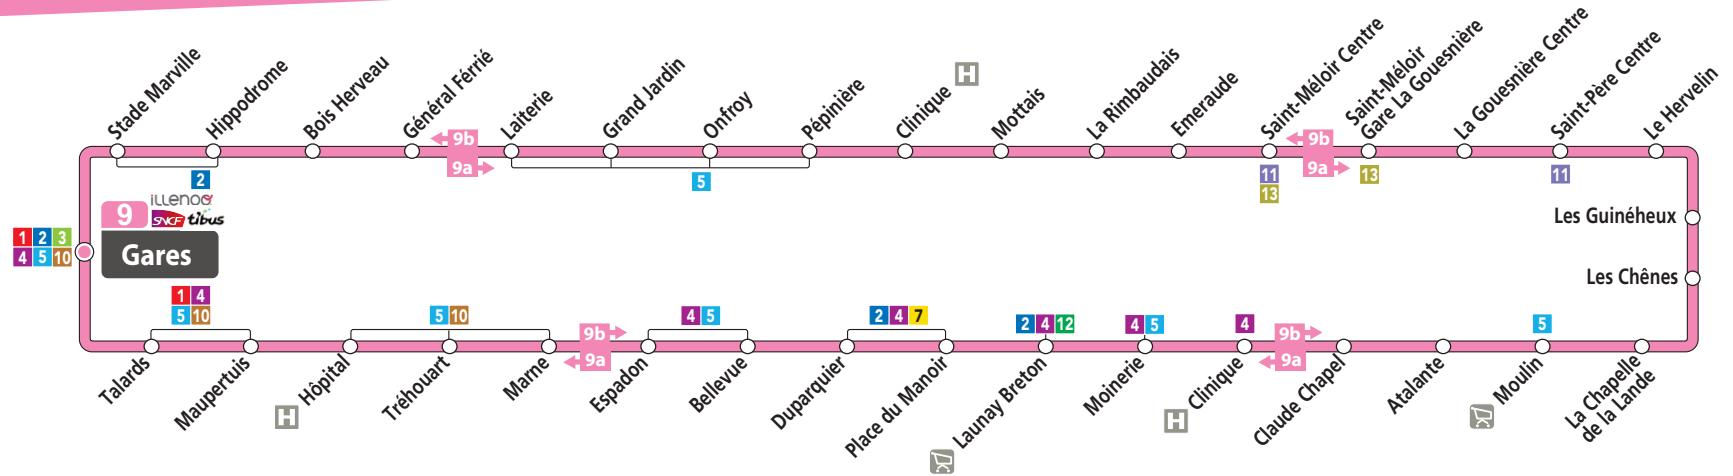 Stade Marville
Hippodrome
Bois Herveau
Général Férrié
Laiterie
Grand Jardin
Onfroy
Pépinière
Clinique
H
Mottais
La Rimbaudais
Emeraude
Saint-Méloir Centre
Saint-Méloir
Gare La Gouesnière
La Gouesnière Centre
Saint-Père Centre
Le Hervelin
9b
9a
9b
9a
2
5
11
13
13
11
illenoo
9
SNCF tibus
Gares
1 2 3
4 5 10
Les Guinéheux
Les Chênes
1 4
5 10
5 10
4 5
2 4 7
2 4 12
4 5
4
5
9b
9a
9b
9a
Talards
Maupertuis
H
Hôpital
Tréhouart
Marne
Espadon
Bellevue
Duparquier
Place du Manoir
Launay Breton
Moinerie
H
Clinique
Claude Chapel
Atalante
Moulin
La Chapelle
de la Lande